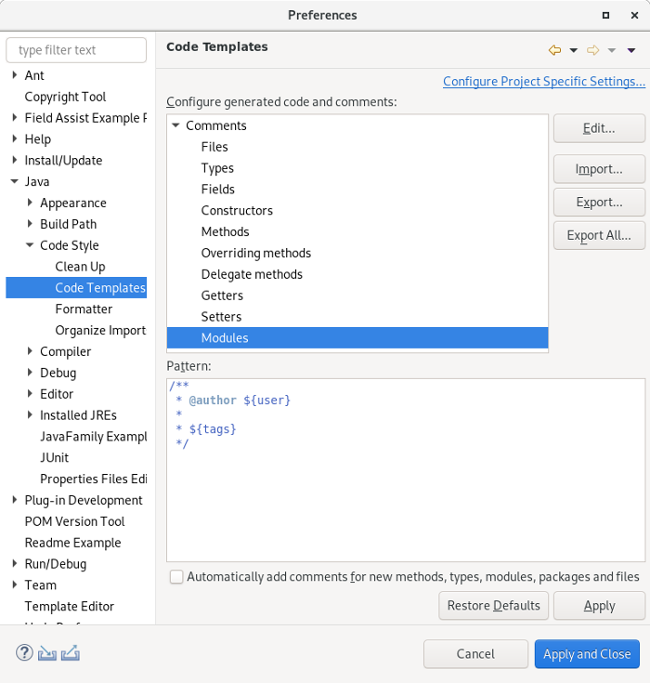 Preferences
type filter text
Ant
Copyright Tool
Field Assist Example P
Help
Install/Update
Java
Appearance
Build Path
Code Style
Clean Up
Code Templates
Formatter
Organize Import
Compiler
Debug
Editor
Installed JREs
JavaFamily Exampl
JUnit
Properties Files Edi
Plug-in Development
POM Version Tool
Readme Example
Run/Debug
Team
Template Editor
Code Templates
Configure Project Specific Settings...
Configure generated code and comments:
Comments
Files
Types
Fields
Constructors
Methods
Overriding methods
Delegate methods
Getters
Setters
Modules
Edit...
Import...
Export...
Export All...
Pattern:
/**
* @author ${user}
*
* ${tags}
*/
Automatically add comments for new methods, types, modules, packages and files
Restore Defaults
Apply
Cancel
Apply and Close